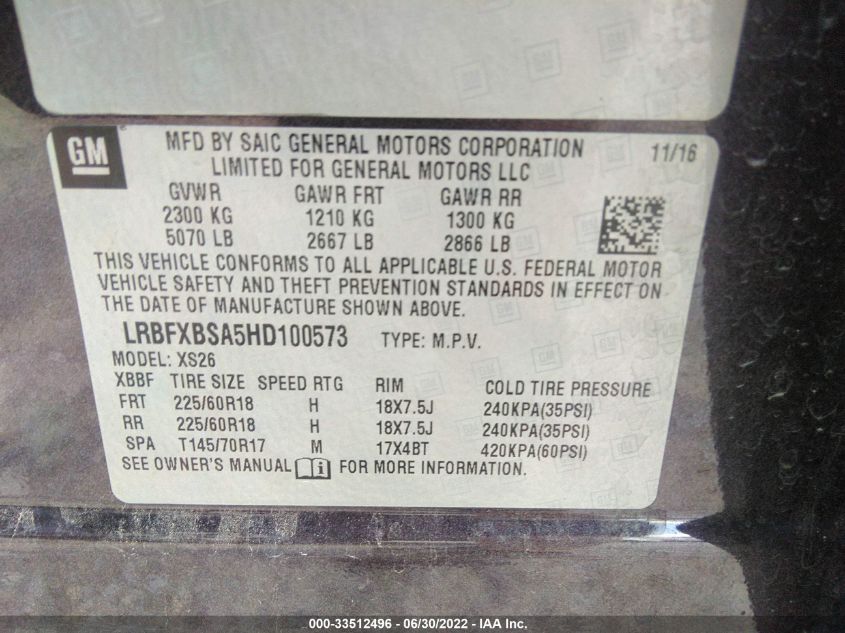 GM
MFD BY SAIC GENERAL MOTORS CORPORATION 11/16
LIMITED FOR GENERAL MOTORS LLC
GVWR GAWR FRT GAWR RR
2300 KG 1210 KG 1300 KG
5070 LB 2667 LB 2866 LB
THIS VEHICLE CONFORMS TO ALL APPLICABLE U.S. FEDERAL MOTOR
VEHICLE SAFETY AND THEFT PREVENTION STANDARDS IN EFFECT ON
THE DATE OF MANUFACTURE SHOWN ABOVE.
LRBFXBSA5HD100573 TYPE: M.P.V.
MODEL: XS26
XBBF TIRE SIZE SPEED RTG RIM COLD TIRE PRESSURE
FRT 225/60R18 H 18X7.5J 240KPA(35PSI)
RR 225/60R18 H 18X7.5J 240KPA(35PSI)
SPA T145/70R17 M 17X4BT 420KPA(60PSI)
SEE OWNER'S MANUAL FOR MORE INFORMATION.
000-33512496 - 06/30/2022 - IAA Inc.